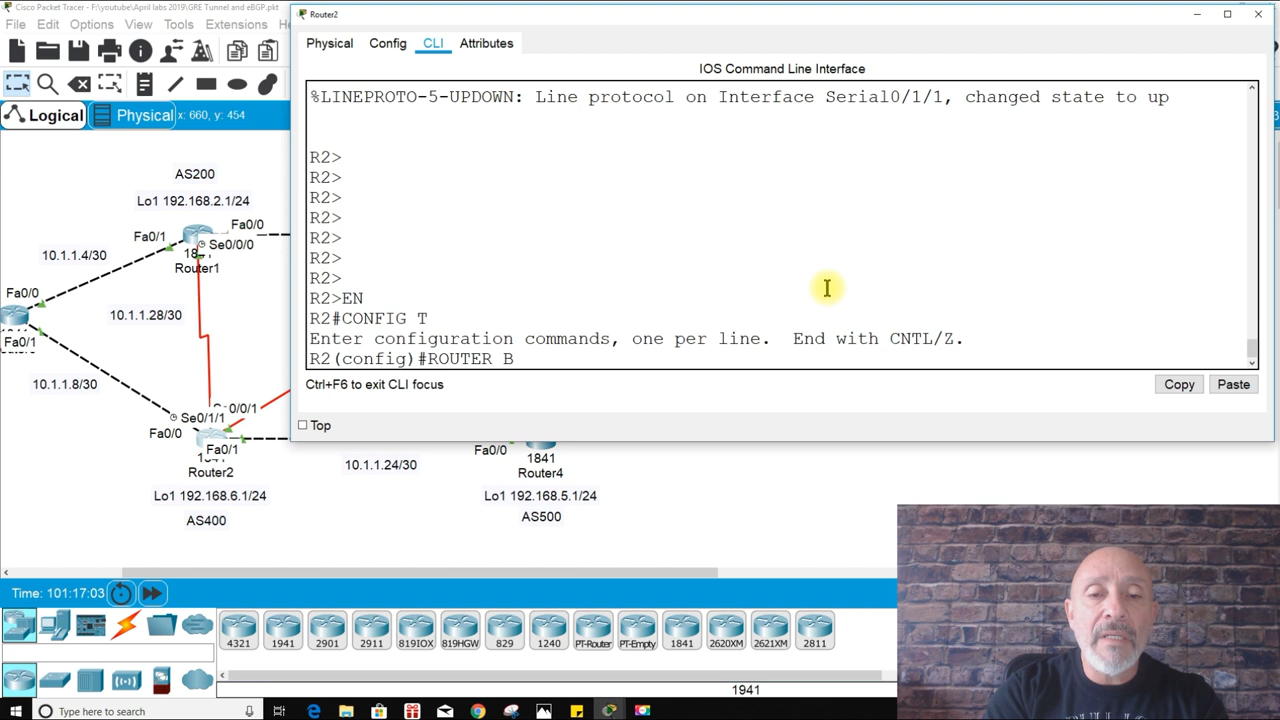 Cisco Packet Tracer - F:\youtube\April labs 2019\GRE Tunnel and eBGP.pkt
File Edit Options View Tools Extensions
Logical Physical x: 660, y: 454
Router2
Physical Config CLI Attributes
IOS Command Line Interface
%LINEPROTO-5-UPDOWN: Line protocol on Interface Serial0/1/1, changed state to up
R2>
R2>
R2>
R2>
R2>
R2>
R2>
R2>EN
R2#CONFIG T
Enter configuration commands, one per line. End with CNTL/Z.
R2(config)#ROUTER B
Ctrl+F6 to exit CLI focus
Copy Paste
Top
AS200
Lo1 192.168.2.1/24
Fa0/0
Fa0/1
Se0/0/0
10.1.1.4/30
Router1
Fa0/0
10.1.1.28/30
Fa0/1
10.1.1.8/30
Se0/1/1
Fa0/0
Fa0/1
Router2
Lo1 192.168.6.1/24
AS400
10.1.1.24/30
Fa0/0
1841
Router4
Lo1 192.168.5.1/24
AS500
Time: 101:17:03
4321 1941 2901 2911 819IOX 819HGW 829 1240 PT-Router PT-Empty 1841 2620XM 2621XM 2811
1941
Type here to search